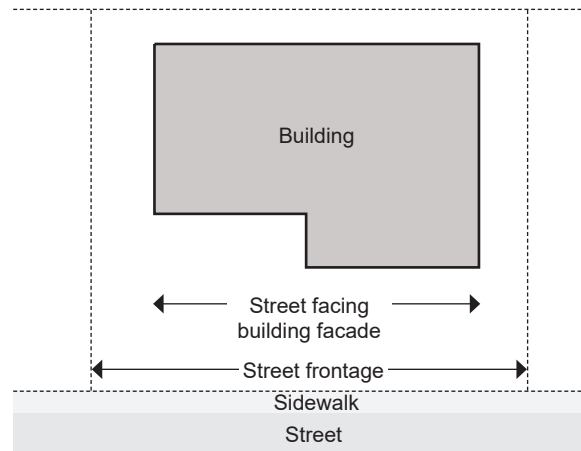 Building
Street facing
building facade
Street frontage
Sidewalk
Street